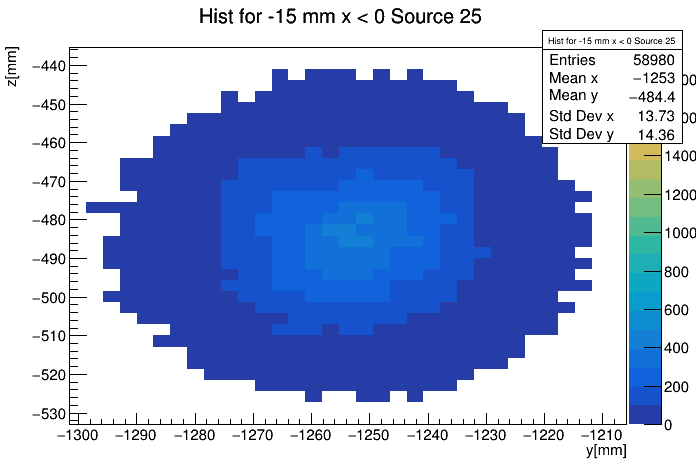 Hist for -15 mm x < 0 Source 25
z[mm]
Hist for -15 mm x < 0 Source 25
Entries 58980
Mean x −1253
Mean y −484.4
Std Dev x 13.73
Std Dev y 14.36
−440
−450
−460
−470
−480
−490
−500
−510
−520
−530
1400
1200
1000
800
600
400
200
0
−1300 −1290 −1280 −1270 −1260 −1250 −1240 −1230 −1220 −1210
y[mm]